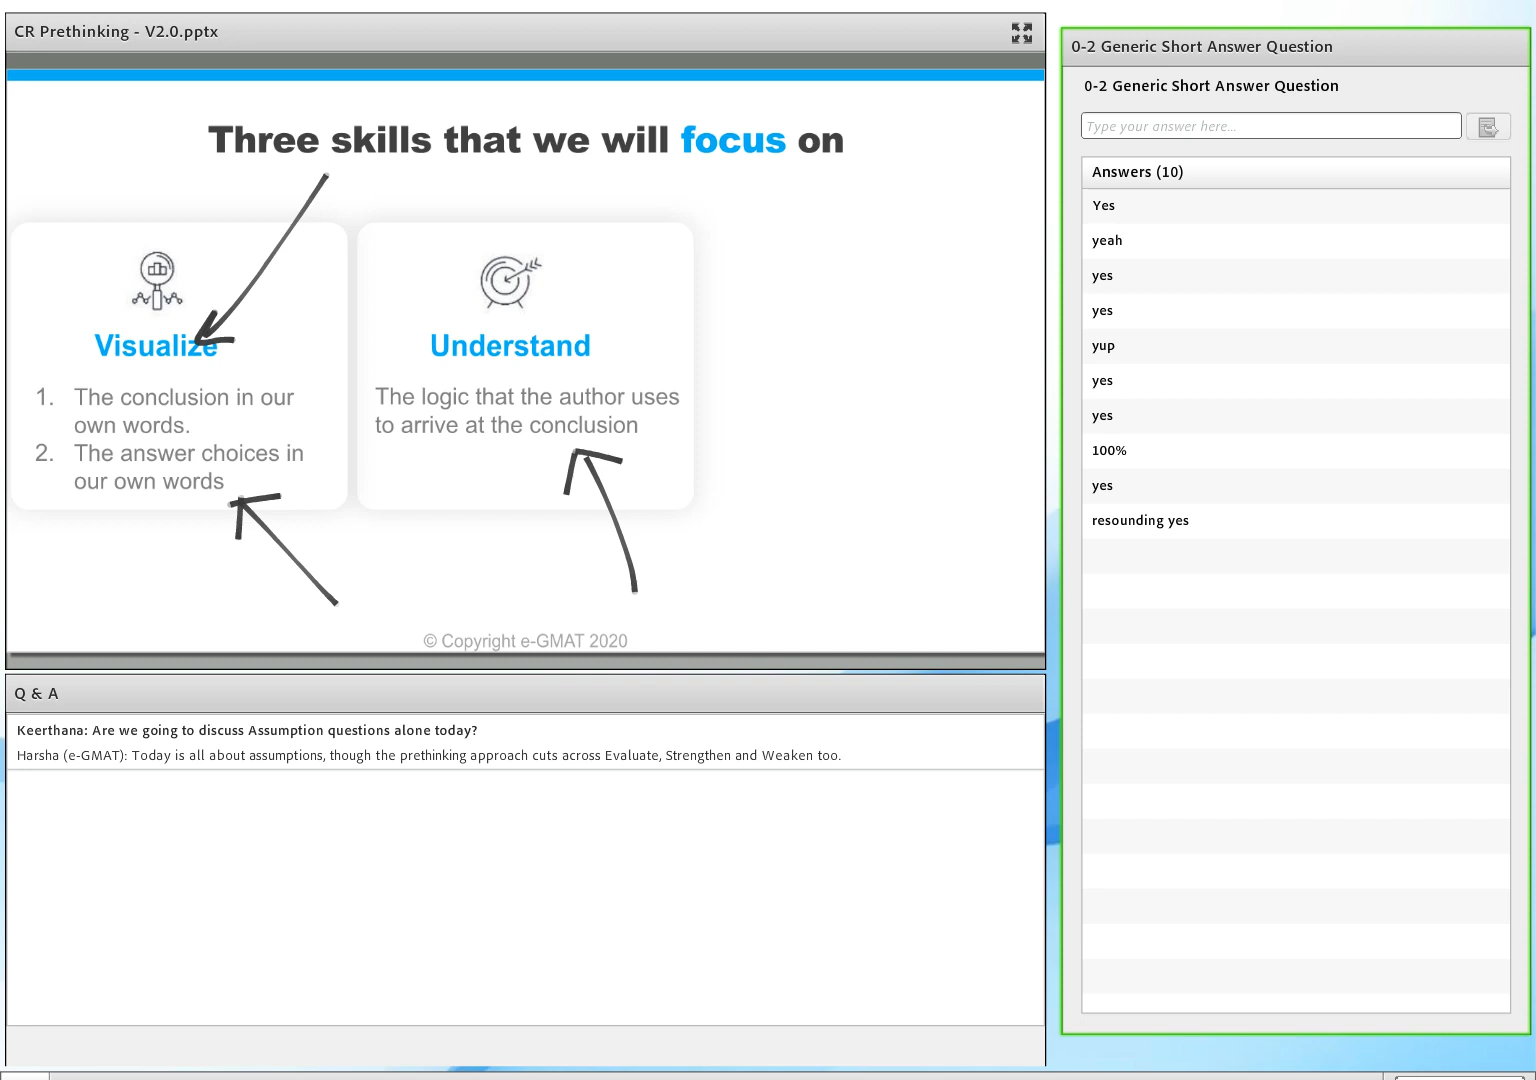 CR Prethinking - V2.0.pptx
Three skills that we will focus on
Visualize
1. The conclusion in our
own words.
2. The answer choices in
our own words
Understand
The logic that the author uses
to arrive at the conclusion
© Copyright e-GMAT 2020
Q & A
Keerthana: Are we going to discuss Assumption questions alone today?
Harsha (e-GMAT): Today is all about assumptions, though the prethinking approach cuts across Evaluate, Strengthen and Weaken too.
0-2 Generic Short Answer Question
0-2 Generic Short Answer Question
Type your answer here...
Answers (10)
Yes
yeah
yes
yes
yup
yes
yes
100%
yes
resounding yes